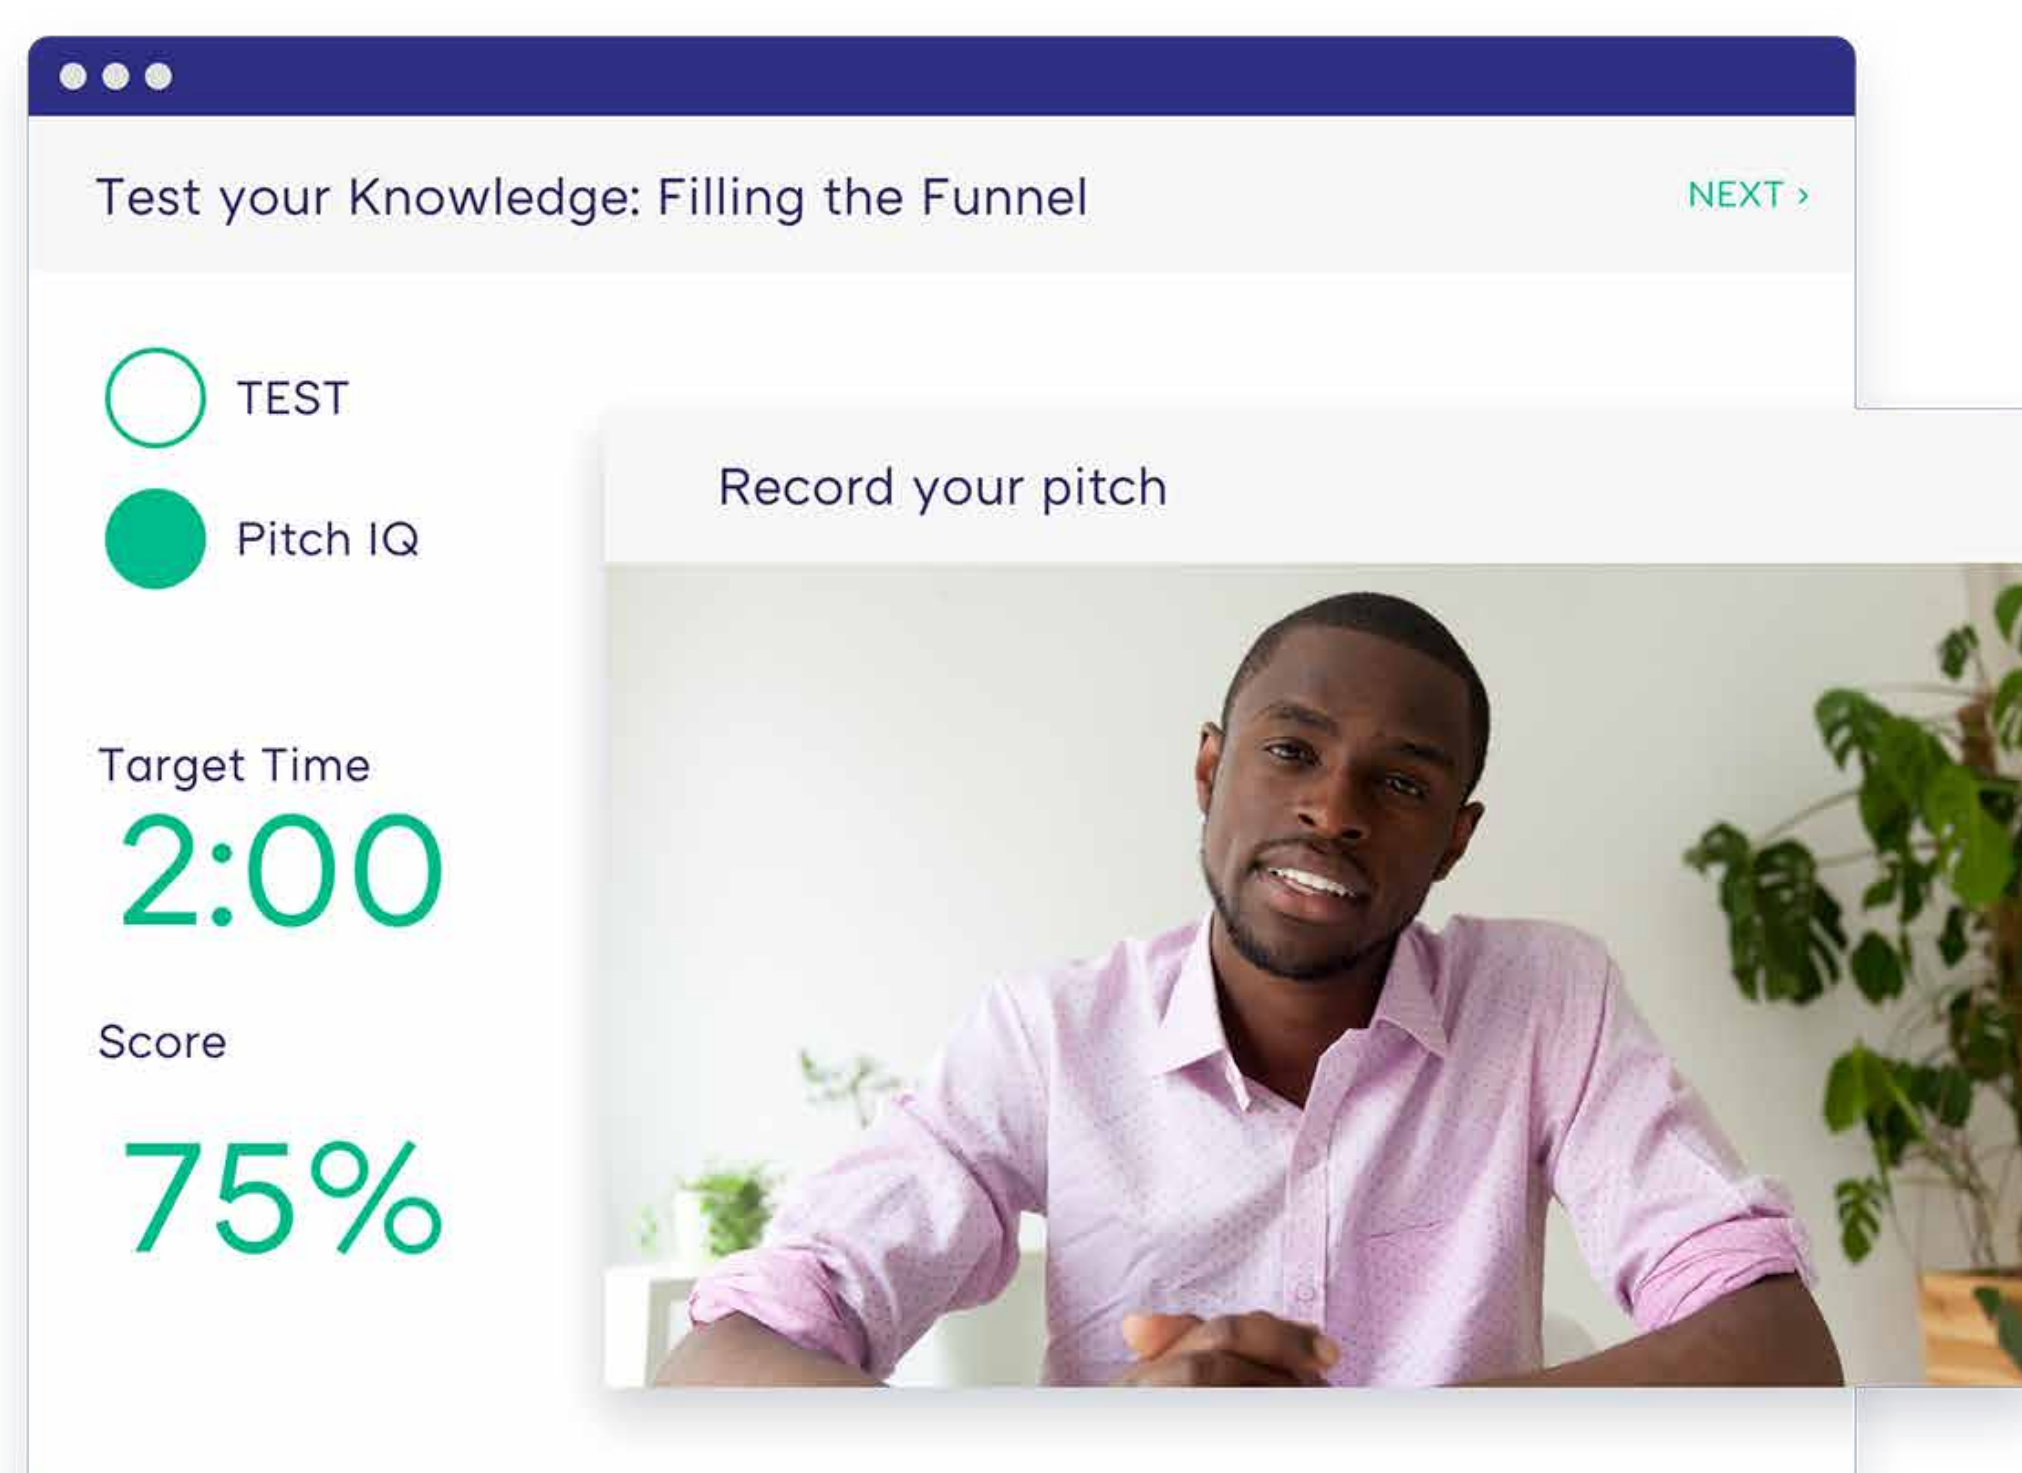 Test your Knowledge: Filling the Funnel
NEXT ›
TEST
Pitch IQ
Record your pitch
Target Time
2:00
Score
75%